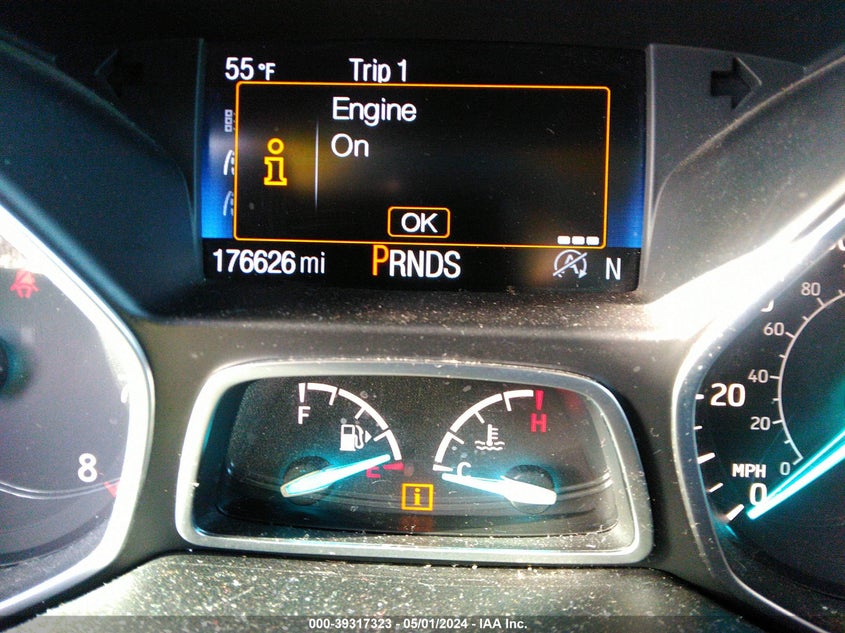 55°F Trip 1
Engine
On
OK
176626 mi PRNDS N
F
E
C
H
8
80
60
40
20
0
20
MPH
0
000-39317323 - 05/01/2024 - IAA Inc.